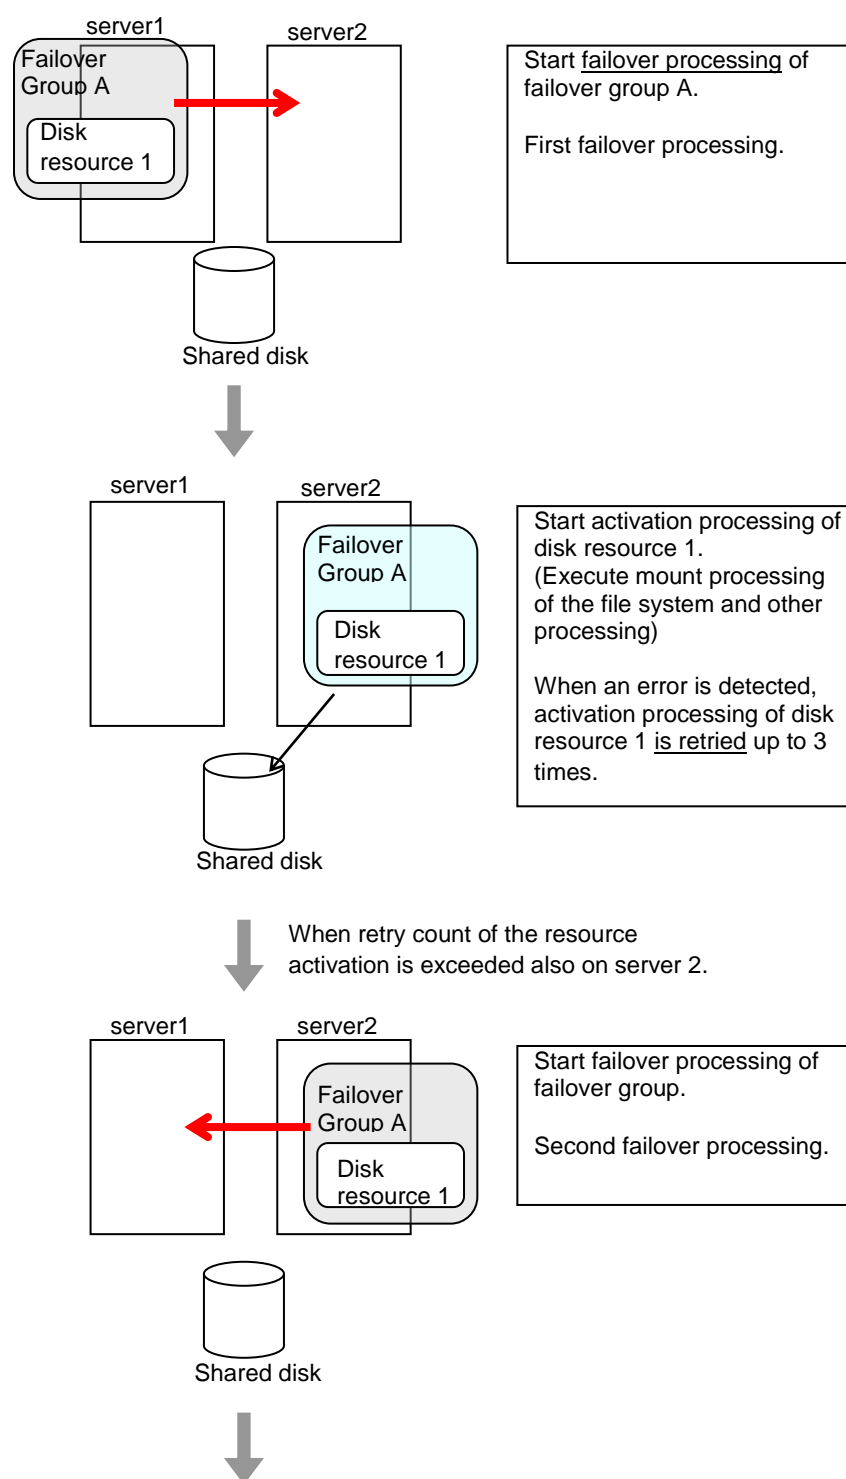 server1
server2
Failover
Group A
Disk
resource 1
Start failover processing of
failover group A.
First failover processing.
Shared disk
server1
server2
Failover
Group A
Disk
resource 1
Start activation processing of
disk resource 1.
(Execute mount processing
of the file system and other
processing)
When an error is detected,
activation processing of disk
resource 1 is retried up to 3
times.
Shared disk
When retry count of the resource
activation is exceeded also on server 2.
server1
server2
Failover
Group A
Disk
resource 1
Start failover processing of
failover group.
Second failover processing.
Shared disk